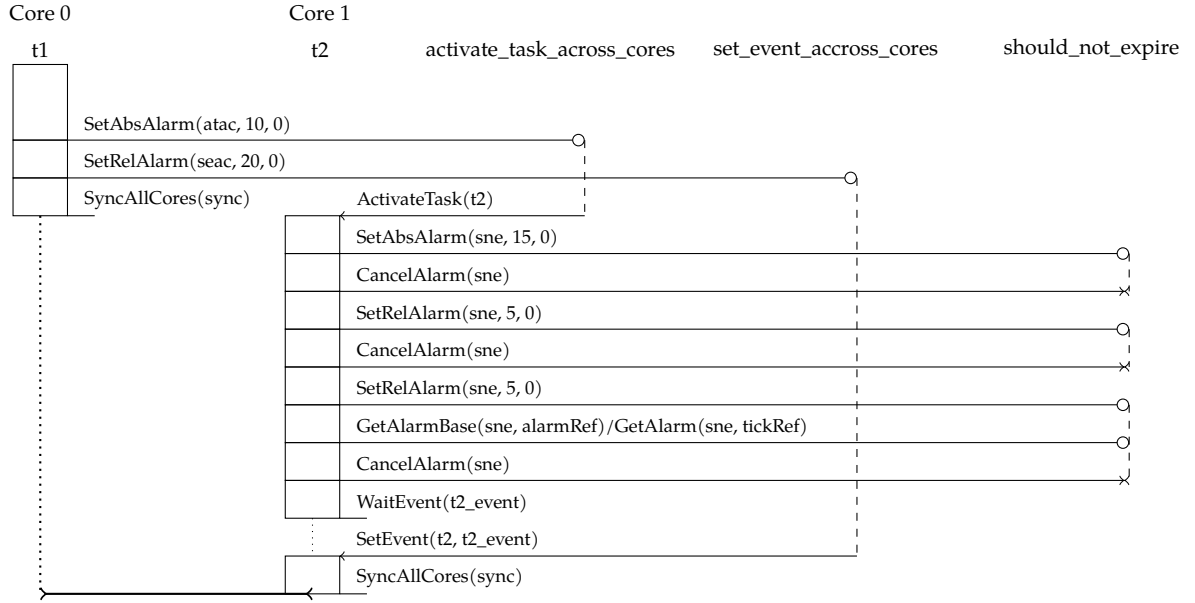 Core 0 Core 1
t1 t2 activate_task_across_cores set_event_accross_cores should_not_expire
SetAbsAlarm(atac, 10, 0)
SetRelAlarm(seac, 20, 0)
SyncAllCores(sync) ActivateTask(t2)
SetAbsAlarm(sne, 15, 0)
CancelAlarm(sne)
SetRelAlarm(sne, 5, 0)
CancelAlarm(sne)
SetRelAlarm(sne, 5, 0)
GetAlarmBase(sne, alarmRef)/GetAlarm(sne, tickRef)
CancelAlarm(sne)
WaitEvent(t2_event)
SetEvent(t2, t2_event)
SyncAllCores(sync)